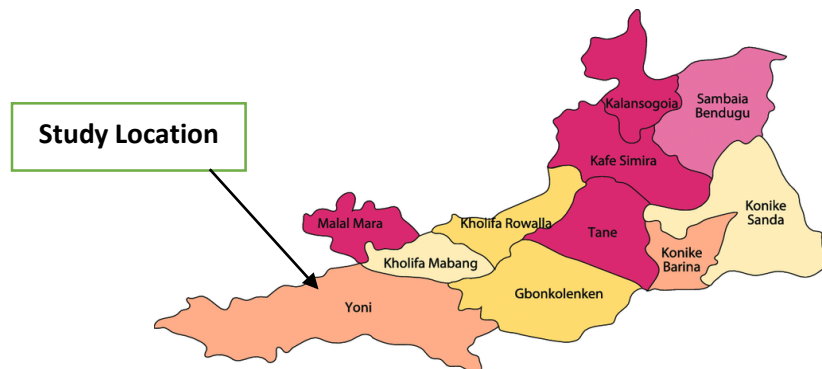 Study Location
Kalansogoia
Sambaia
Bendugu
Kafe Simira
Konike
Sanda
Malal Mara
Kholifa Rowalla
Tane
Kholifa Mabang
Konike
Barina
Gbonkolenken
Yoni